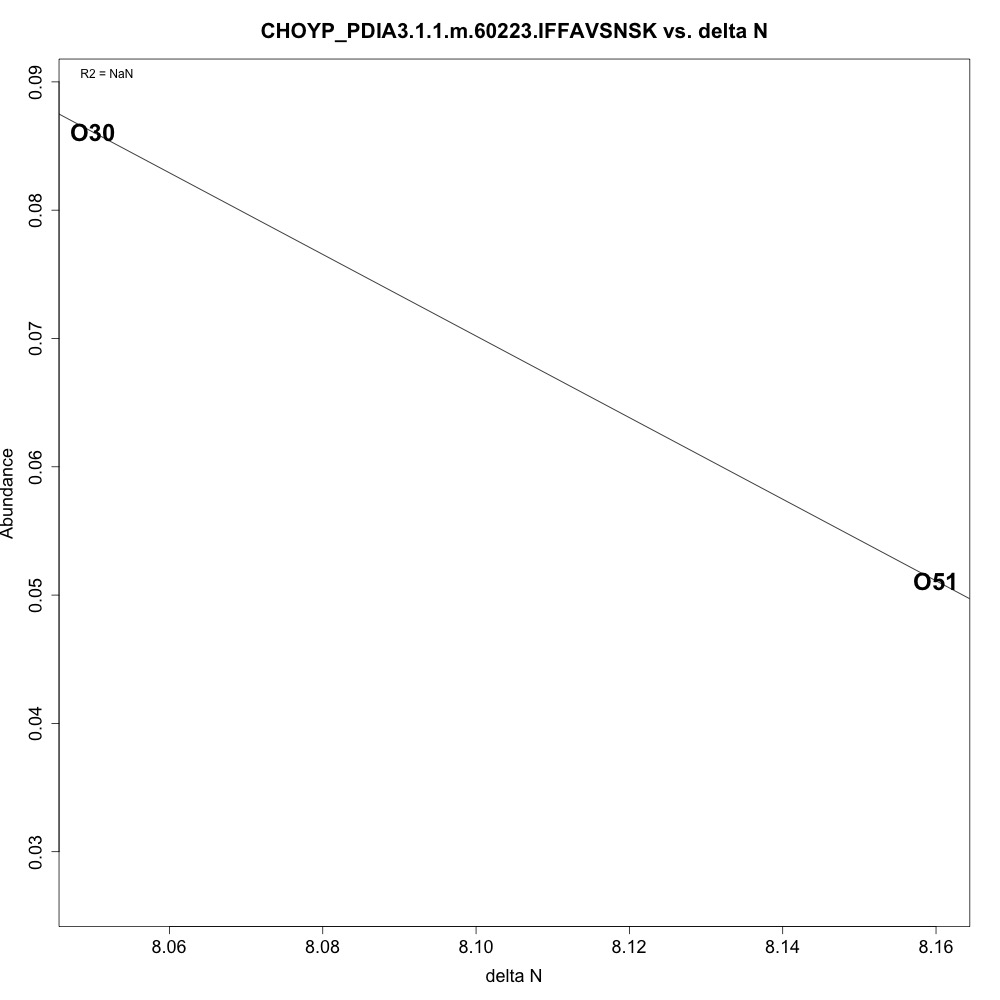 CHOYP_PDIA3.1.1.m.60223.IFFAVSNSK vs. delta N
R2 = NaN
0.09
O30
0.08
0.07
0.06
Abundance
O51
0.05
0.04
0.03
8.06 8.08 8.10 8.12 8.14 8.16
delta N